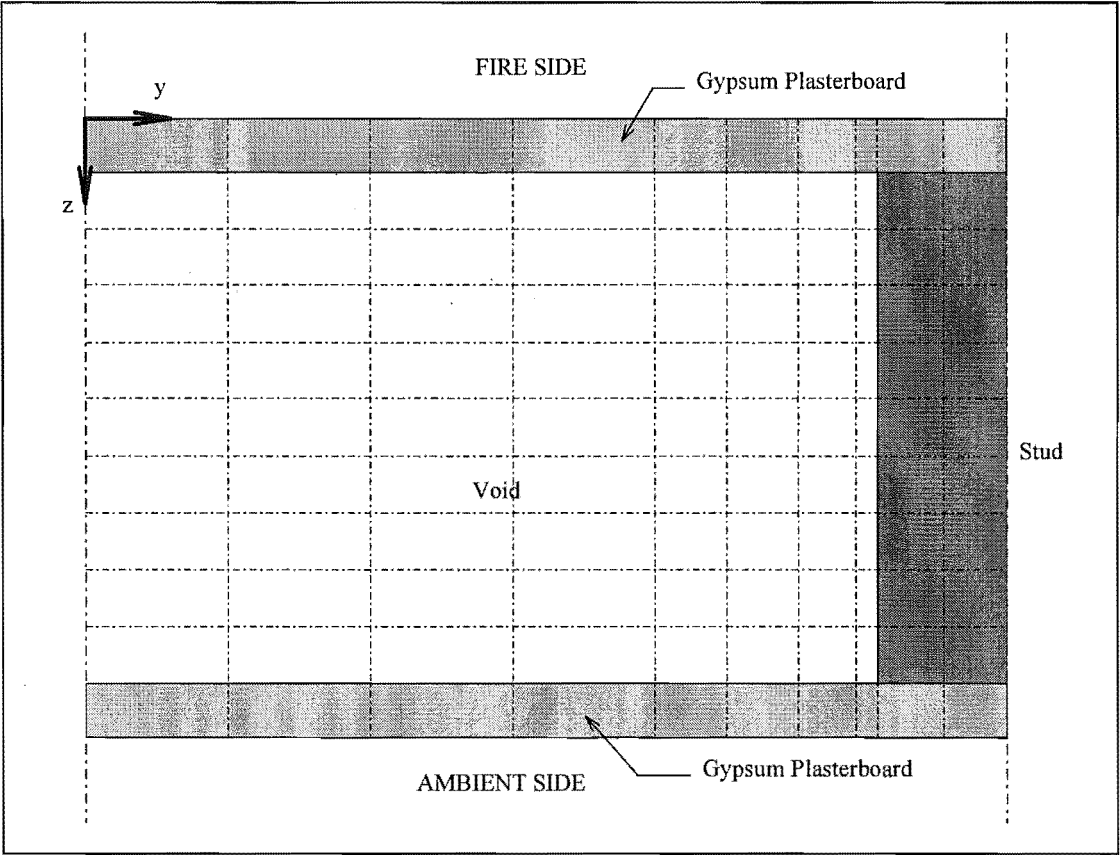 FIRE SIDE
Gypsum Plasterboard
y
z
Stud
Void
Gypsum Plasterboard
AMBIENT SIDE